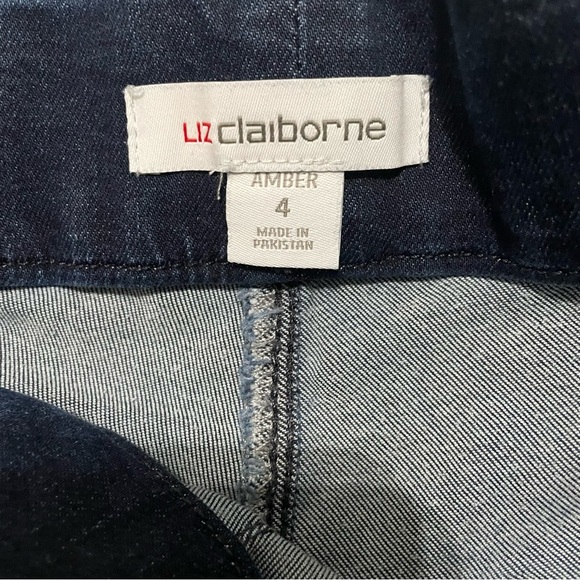 LIZ claiborne
AMBER
4
MADE IN
PAKISTAN